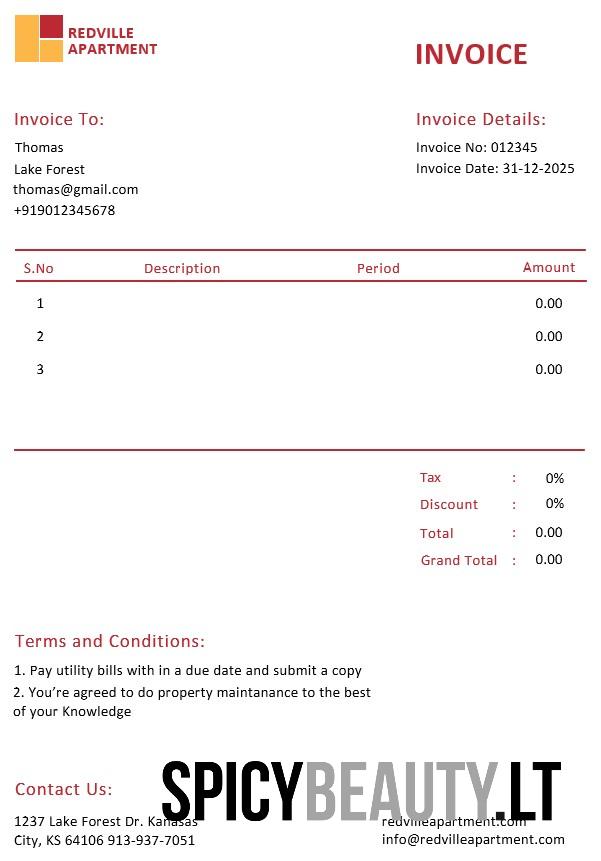 REDVILLE
APARTMENT
INVOICE
Invoice To:
Thomas
Lake Forest
thomas@gmail.com
+919012345678
Invoice Details:
Invoice No: 012345
Invoice Date: 31-12-2025
S.No Description Period Amount
1 0.00
2 0.00
3 0.00
Tax : 0%
Discount : 0%
Total : 0.00
Grand Total : 0.00
Terms and Conditions:
1. Pay utility bills with in a due date and submit a copy
2. You’re agreed to do property maintanance to the best
of your Knowledge
SPICYBEAUTY.LT
Contact Us:
1237 Lake Forest Dr. Kanasas
City, KS 64106 913-937-7051
redvilleapartment.com
info@redvilleapartment.com